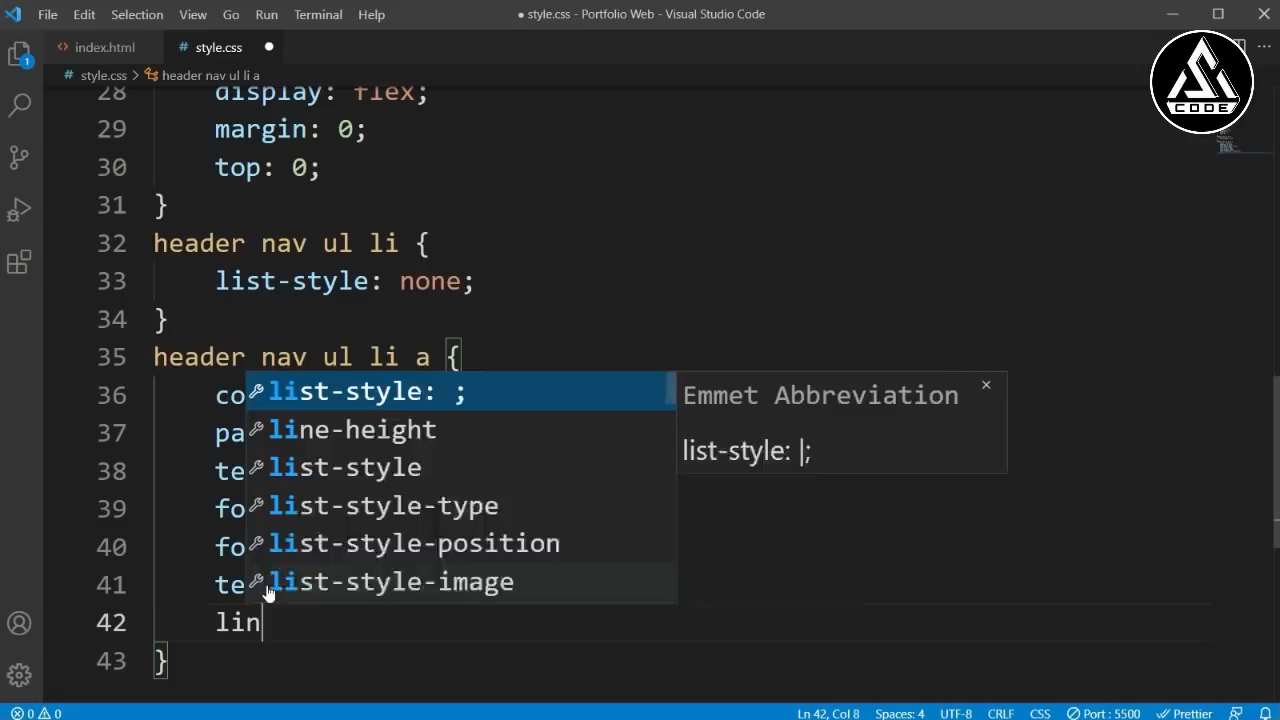 File Edit Selection View Go Run Terminal Help ● style.css - Portfolio Web - Visual Studio Code
index.html # style.css
# style.css > header nav ul li a
CODE
28 display: flex;
29 margin: 0;
30 top: 0;
31 }
32 header nav ul li {
33 list-style: none;
34 }
35 header nav ul li a {
36 co
37 pa
38 te
39 fo
40 fo
41 te
42 lin
43 }
list-style: ;
line-height
list-style
list-style-type
list-style-position
list-style-image
Emmet Abbreviation
list-style: |;
1
0 0 Ln 42, Col 8 Spaces: 4 UTF-8 CRLF CSS Port : 5500 Prettier